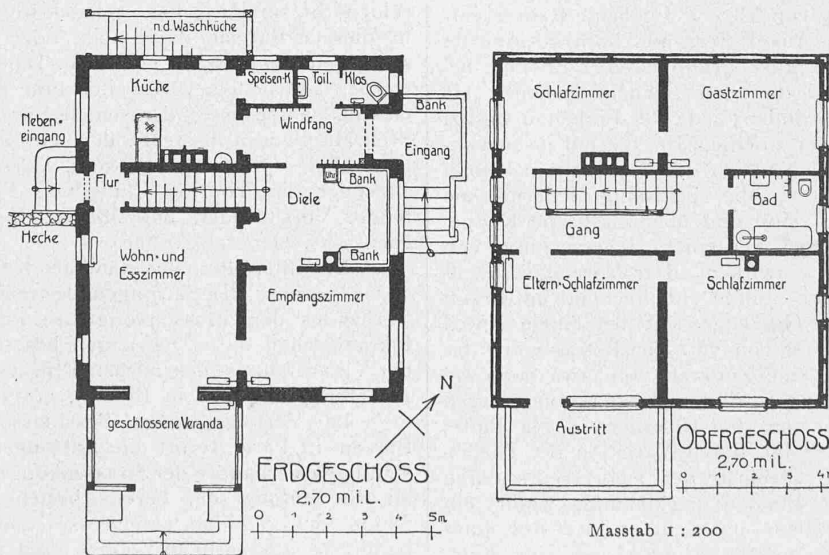 n.d. Waschküche
Küche
Speisen-K.
Toil.
Klos.
Bank
Neben=
eingang
Windfang
Eingang
Flur
Uhr
Bank
Diele
Hecke
Bank
Wohn- und
Esszimmer
Empfangszimmer
N
geschlossene Veranda
ERDGESCHOSS
2,70 m i L.
0 1 2 4 5 m
Schlafzimmer
Gastzimmer
Bad
Gang
Eltern-Schlafzimmer
Schlafzimmer
Austritt
OBERGESCHOSS
2,70 m i L.
0 1 2 3 4 m
Masstab 1 : 200